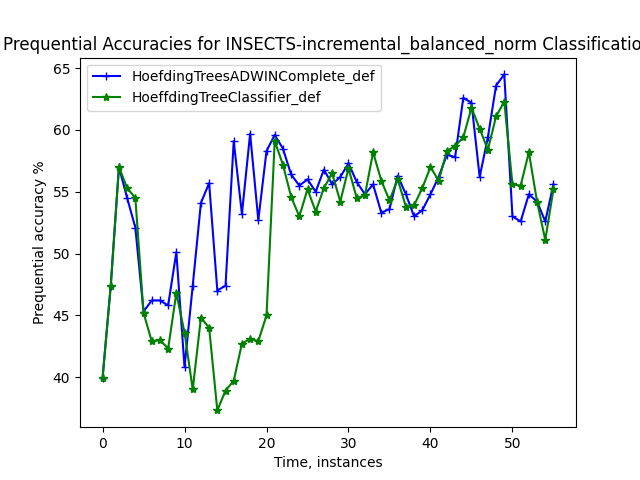 Prequential Accuracies for INSECTS-incremental_balanced_norm Classificatio
HoefdingTreesADWINComplete_def
HoeffdingTreeClassifier_def
Prequential accuracy %
65
60
55
50
45
40
0 10 20 30 40 50
Time, instances